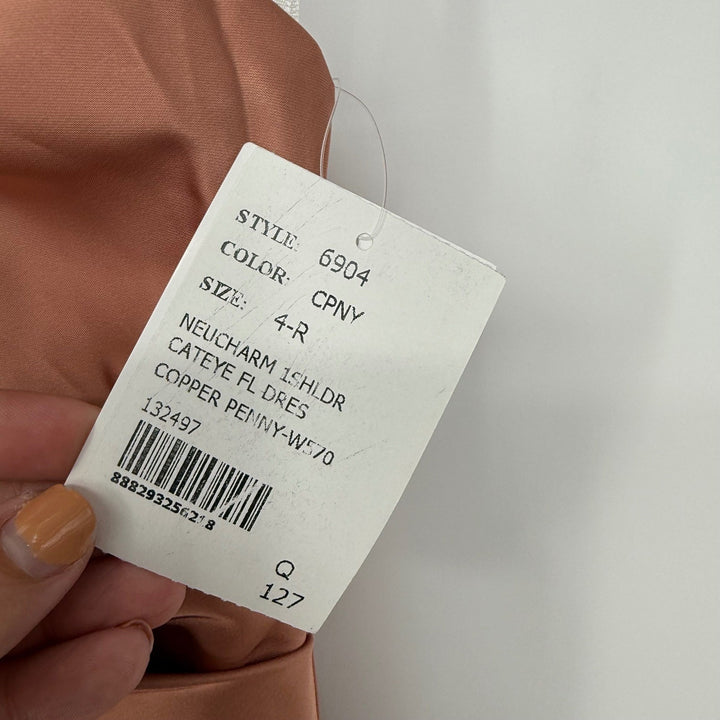 STYLE: 6904
COLOR: CPNY
SIZE: 4-R
NEUCHARM 1SHLDR
CATEYE FL DRES
COPPER PENNY-W570
132497
888293256218
Q
127